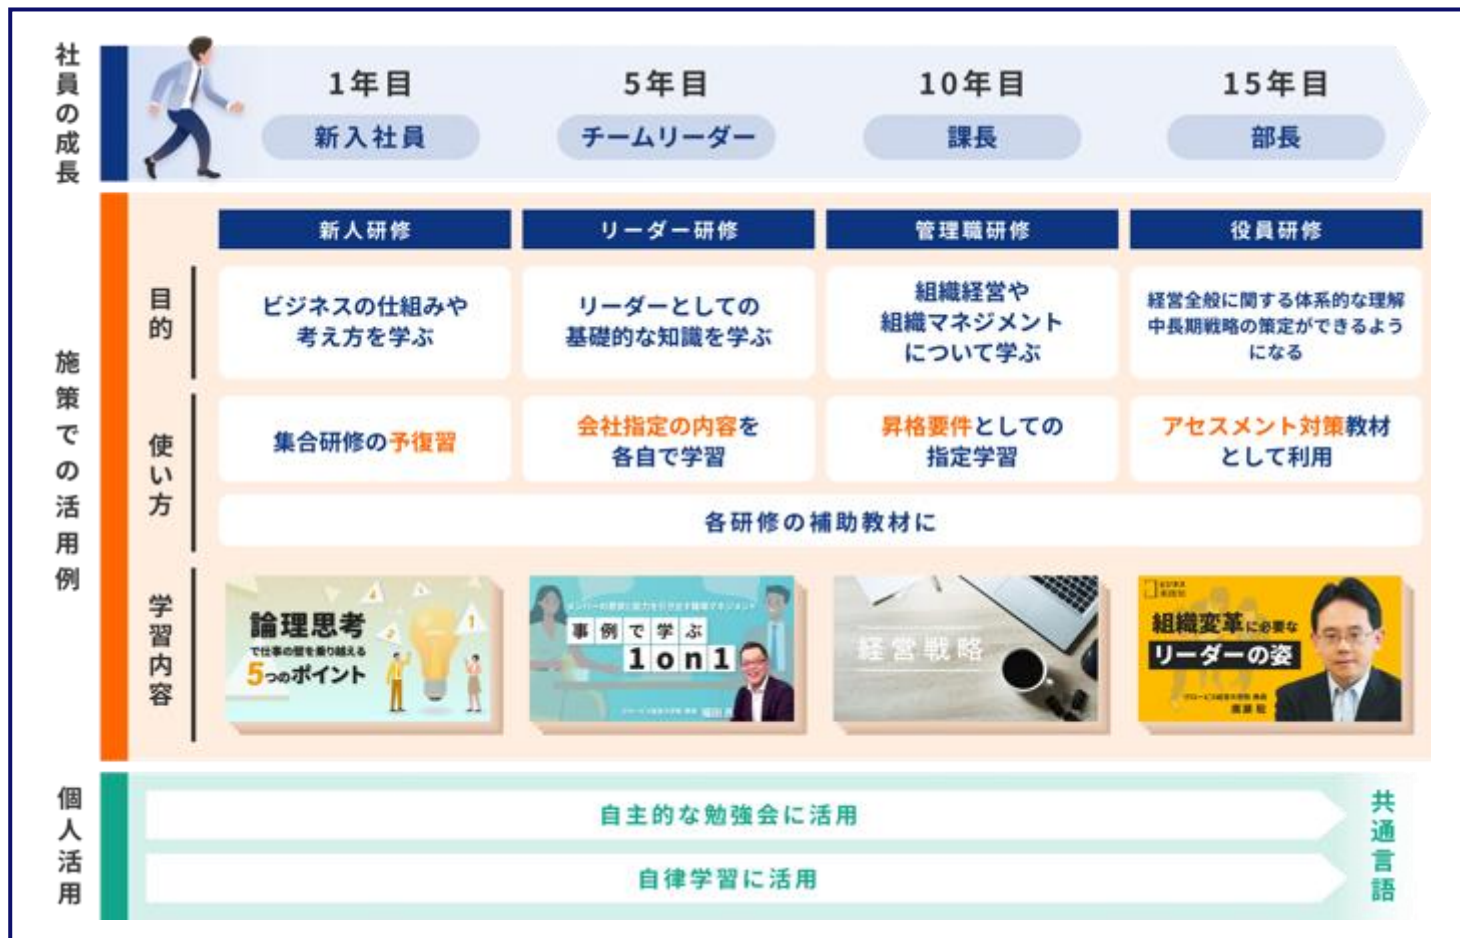 社員の成長
1年目
5年目
10年目
15年目
新入社員
チームリーダー
課長
部長
施策での活用例
新人研修
リーダー研修
管理職研修
役員研修
目的
ビジネスの仕組みや
考え方を学ぶ
リーダーとしての
基礎的な知識を学ぶ
組織経営や
組織マネジメント
について学ぶ
経営全般に関する体系的な理解
中長期戦略の策定ができるよう
になる
使い方
集合研修の予復習
会社指定の内容を
各自で学習
昇格要件としての
指定学習
アセスメント対策教材
として利用
各研修の補助教材に
学習内容
論理思考
で仕事の壁を乗り越える
5つのポイント
事例で学ぶ
1on1
経営戦略
組織変革に必要な
リーダーの姿
個人活用
自主的な勉強会に活用
自律学習に活用
共通言語